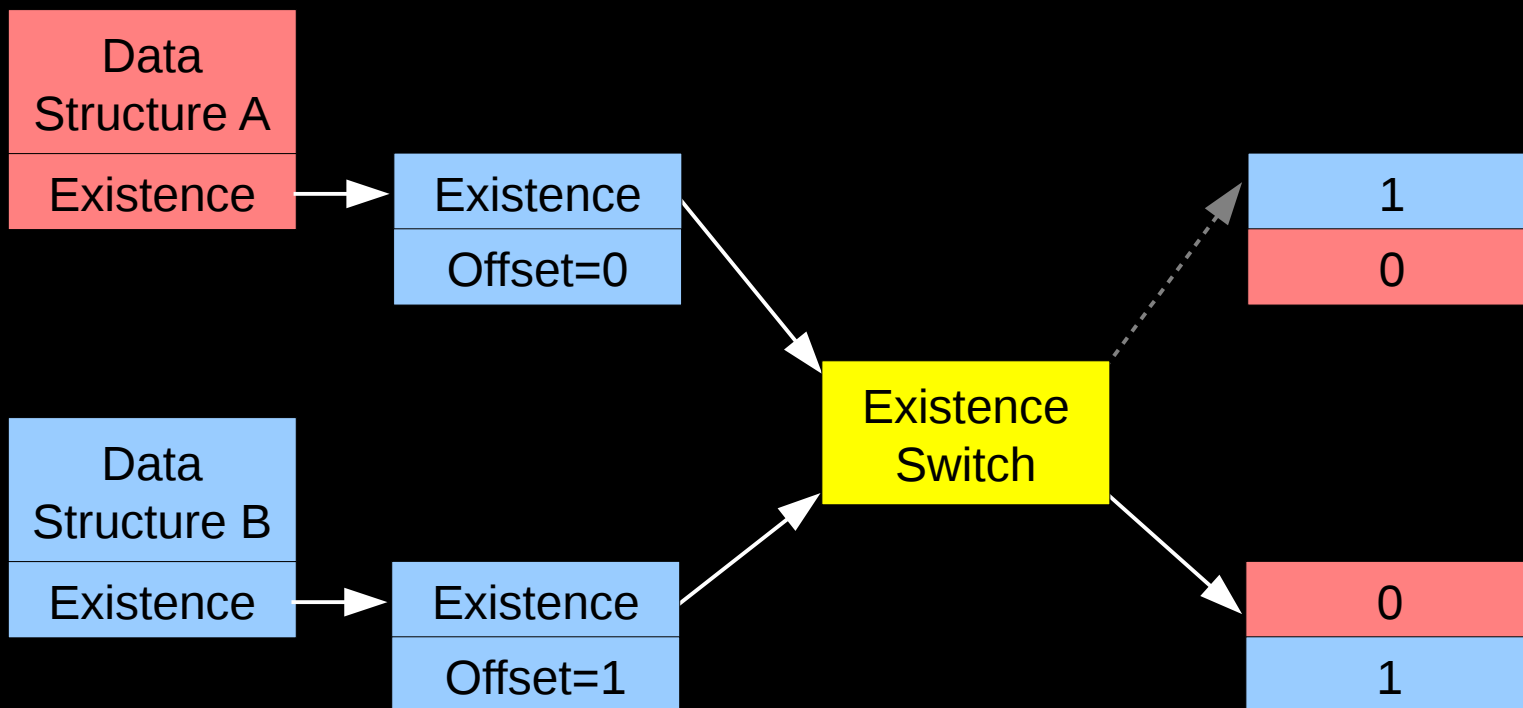 Data
Structure A
Existence
Existence
Offset=0
1
0
Existence
Switch
Data
Structure B
Existence
Existence
Offset=1
0
1